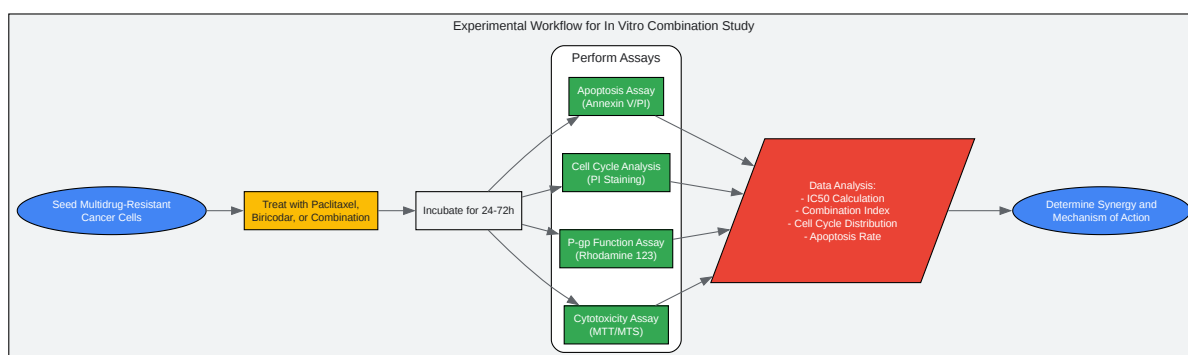 Experimental Workflow for In Vitro Combination Study
Perform Assays
Seed Multidrug-Resistant
Cancer Cells
Treat with Paclitaxel,
Biricodar, or Combination
Incubate for 24-72h
Apoptosis Assay
(Annexin V/PI)
Cell Cycle Analysis
(PI Staining)
P-gp Function Assay
(Rhodamine 123)
Cytotoxicity Assay
(MTT/MTS)
Data Analysis:
- IC50 Calculation
- Combination Index
- Cell Cycle Distribution
- Apoptosis Rate
Determine Synergy and
Mechanism of Action